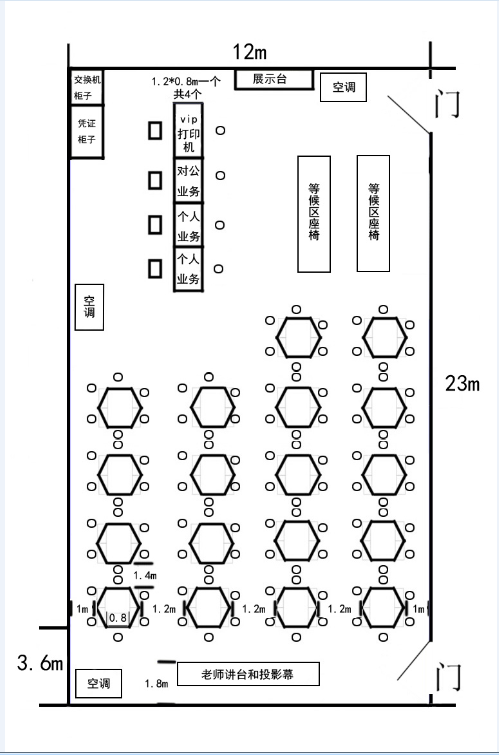 12m
交换机
柜子
1.2*0.8m一个
共4个
展示台
空调
门
凭证
柜子
vip
打印
机
对公
业务
个人
业务
个人
业务
等候区座椅
等候区座椅
空调
23m
1.4m
1m
0.8
1.2m
1.2m
1.2m
1m
3.6m
空调
1.8m
老师讲台和投影幕
门